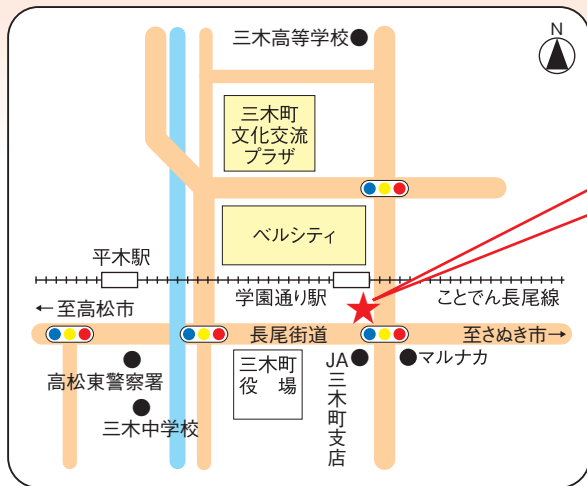 三木高等学校
N
三木町
文化交流
プラザ
ベルシティ
平木駅
学園通り駅
ことでん長尾線
←至高松市
長尾街道
至さぬき市→
高松東警察署
三木町
役場
JA三木町支店
マルナカ
三木中学校